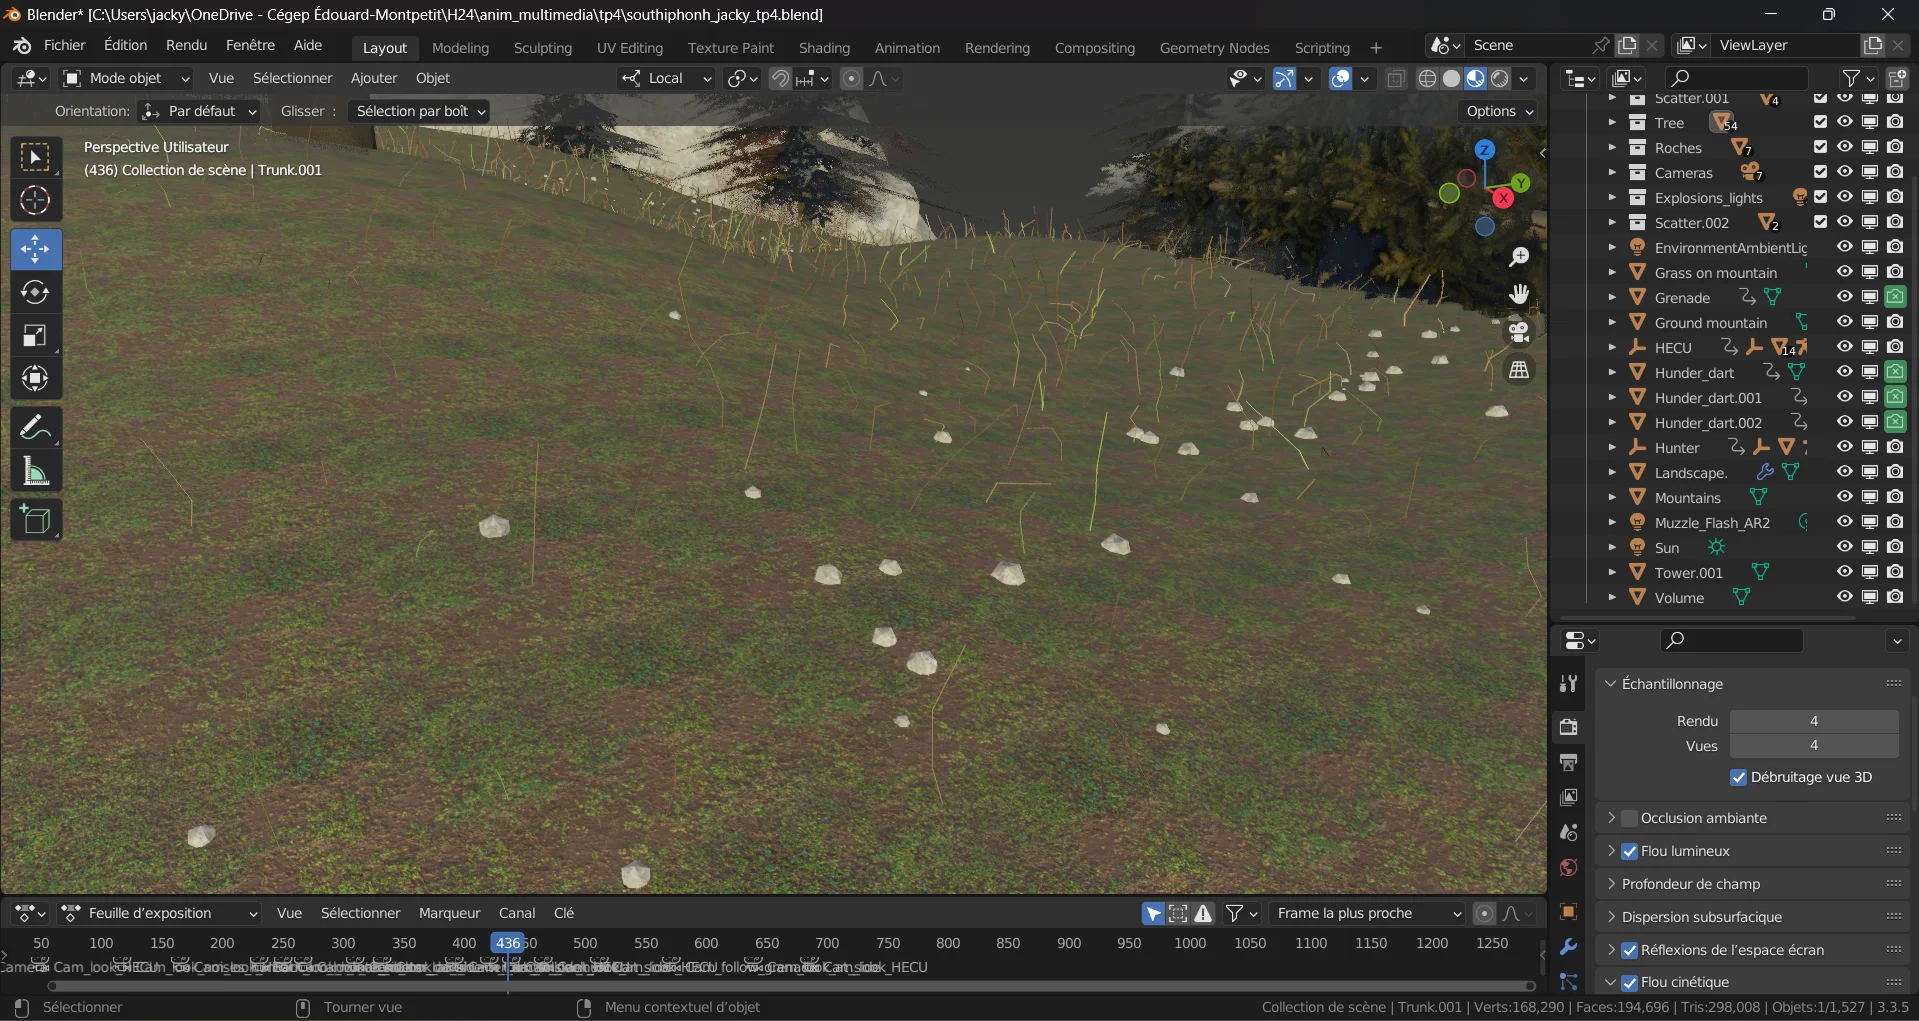 Blender* [C:\Users\jacky\OneDrive - Cégep Édouard-Montpetit\H24\anim_multimedia\tp4\southiphonh_jacky_tp4.blend]
Fichier Édition Rendu Fenêtre Aide Layout Modeling Sculpting UV Editing Texture Paint Shading Animation Rendering Compositing Geometry Nodes Scripting + Scene ViewLayer
Mode objet Vue Sélectionner Ajouter Objet Local
Orientation: Par défaut Glisser : Sélection par boît Options
Perspective Utilisateur
(436) Collection de scène | Trunk.001
Z
Y
X
Scatter.001 4
Tree 54
Roches 7
Cameras 7
Explosions_lights
Scatter.002 2
EnvironmentAmbientLig
Grass on mountain
Grenade
Ground mountain
HECU 14
Hunder_dart
Hunder_dart.001
Hunder_dart.002
Hunter
Landscape.
Mountains
Muzzle_Flash_AR2
Sun
Tower.001
Volume
Échantillonnage
Rendu 4
Vues 4
Débruitage vue 3D
Occlusion ambiante
Flou lumineux
Profondeur de champ
Dispersion subsurfacique
Réflexions de l'espace écran
Flou cinétique
Feuille d'exposition Vue Sélectionner Marqueur Canal Clé Frame la plus proche
50 100 150 200 250 300 350 400 436 500 550 600 650 700 750 800 850 900 950 1000 1050 1100 1150 1200 1250
Sélectionner Tourner vue Menu contextuel d'objet Collection de scène | Trunk.001 | Verts:168,290 | Faces:194,696 | Tris:298,008 | Objets:1/1,527 | 3.3.5